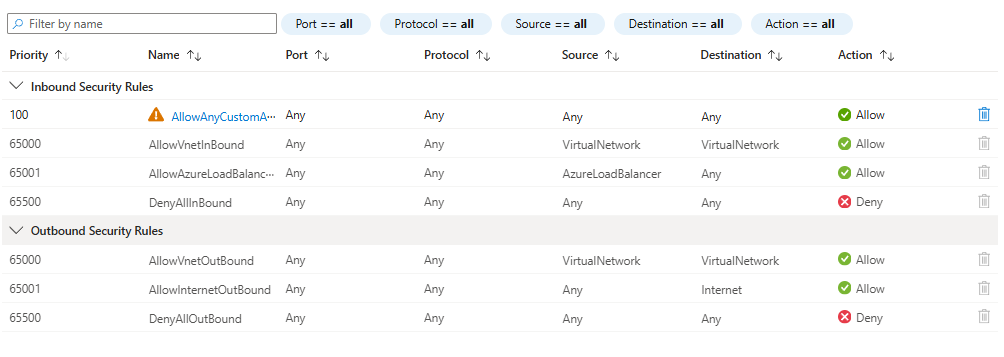 Filter by name Port == all Protocol == all Source == all Destination == all Action == all
Priority ↑↓ Name ↑↓ Port ↑↓ Protocol ↑↓ Source ↑↓ Destination ↑↓ Action ↑↓
Inbound Security Rules
100 AllowAnyCustomA··· Any Any Any Any Allow
65000 AllowVnetInBound Any Any VirtualNetwork VirtualNetwork Allow
65001 AllowAzureLoadBalanc··· Any Any AzureLoadBalancer Any Allow
65500 DenyAllInBound Any Any Any Any Deny
Outbound Security Rules
65000 AllowVnetOutBound Any Any VirtualNetwork VirtualNetwork Allow
65001 AllowInternetOutBound Any Any Any Internet Allow
65500 DenyAllOutBound Any Any Any Any Deny